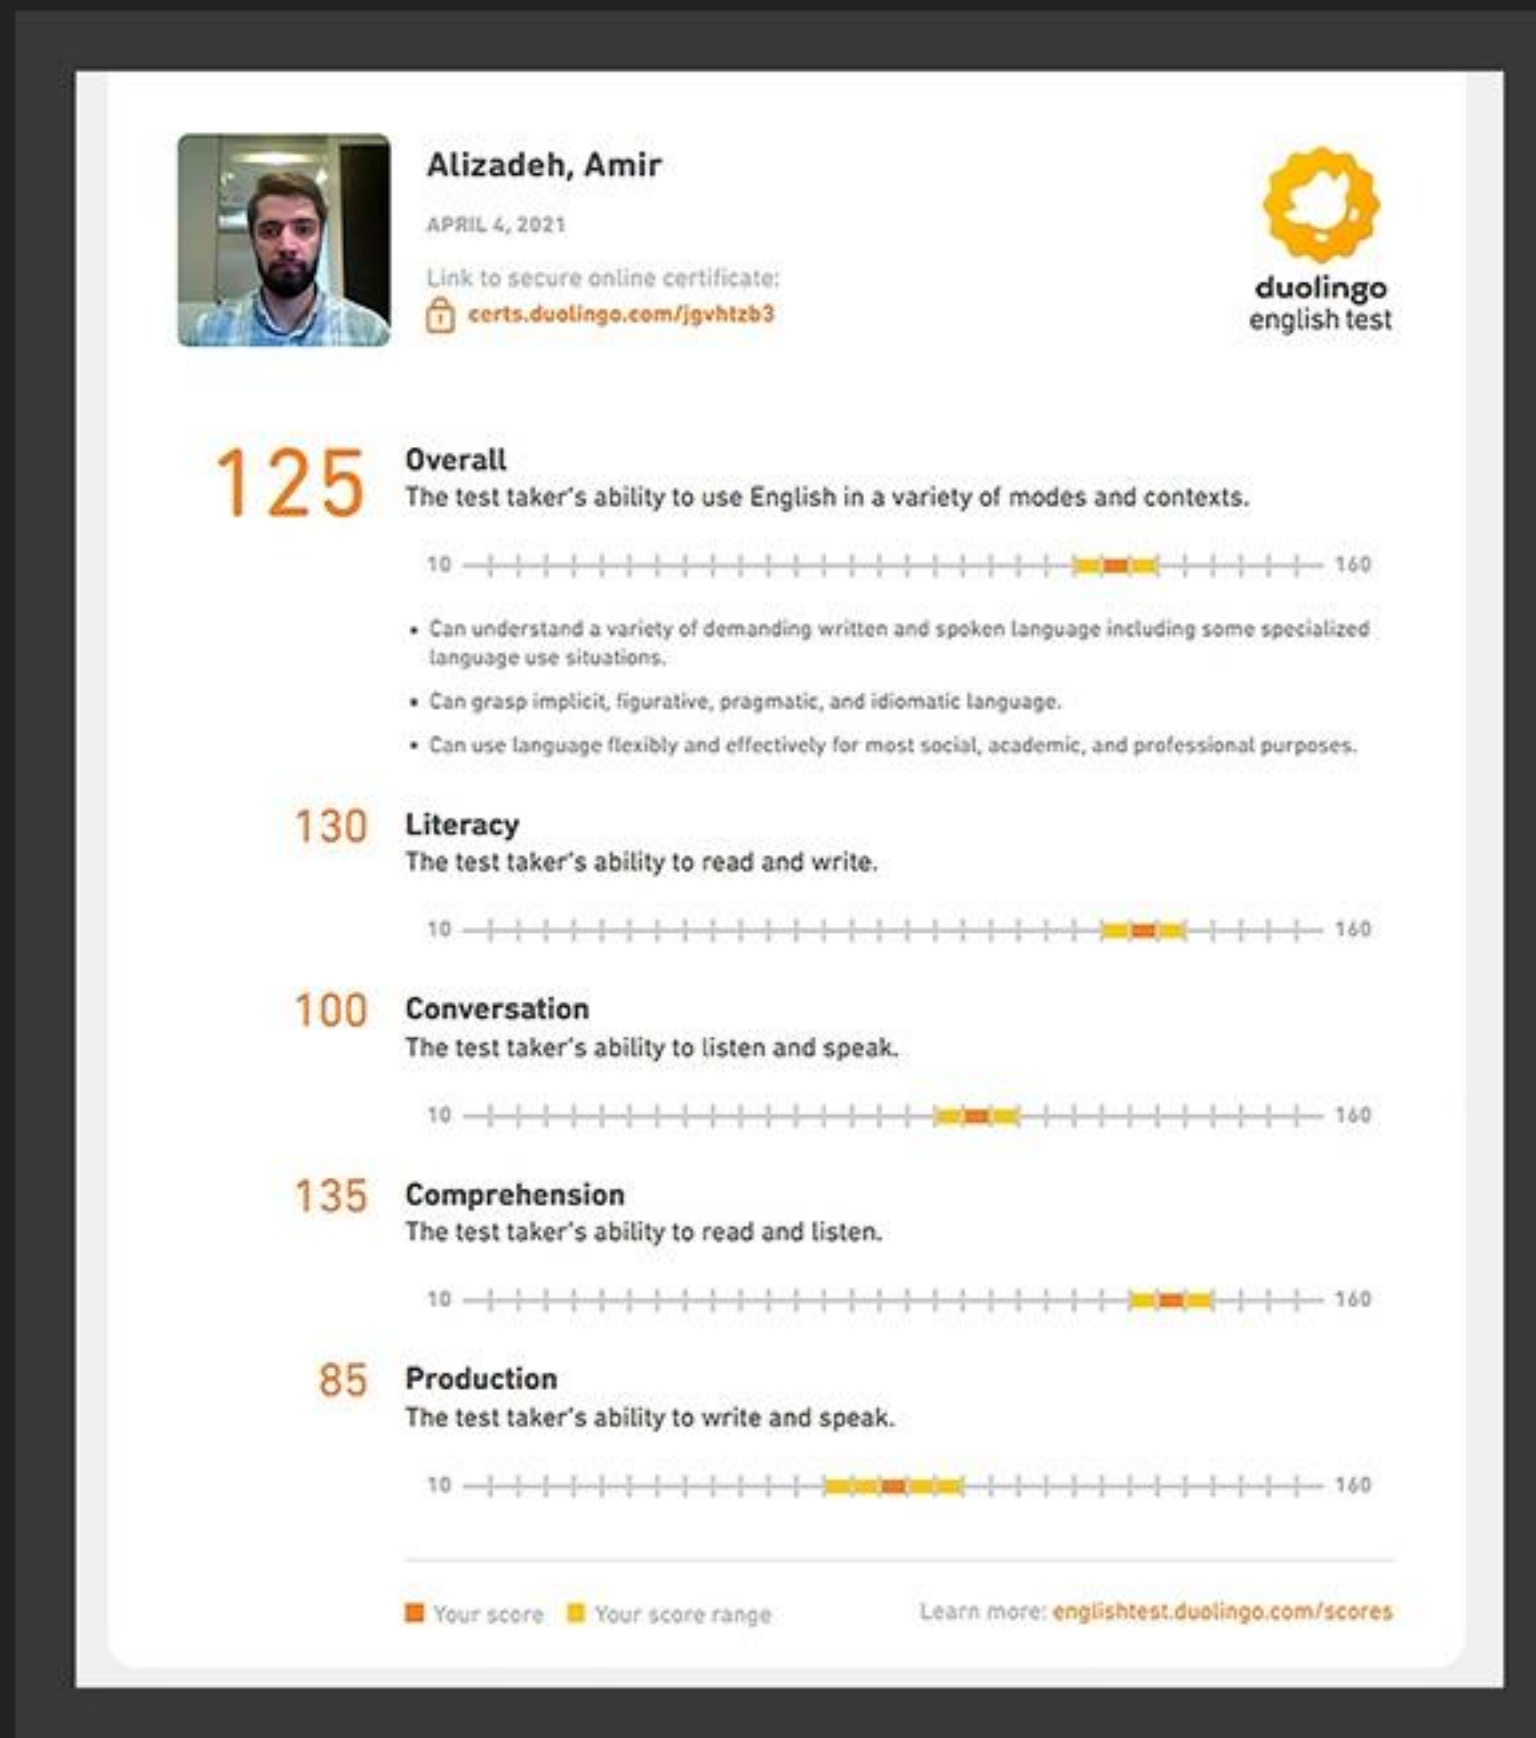 Alizadeh, Amir
APRIL 4, 2021
Link to secure online certificate:
certs.duolingo.com/jgvhtzb3
duolingo
english test
125
Overall
The test taker's ability to use English in a variety of modes and contexts.
10 160
• Can understand a variety of demanding written and spoken language including some specialized
language use situations.
• Can grasp implicit, figurative, pragmatic, and idiomatic language.
• Can use language flexibly and effectively for most social, academic, and professional purposes.
130
Literacy
The test taker's ability to read and write.
10 160
100
Conversation
The test taker's ability to listen and speak.
10 160
135
Comprehension
The test taker's ability to read and listen.
10 160
85
Production
The test taker's ability to write and speak.
10 160
Your score Your score range
Learn more: englishtest.duolingo.com/scores